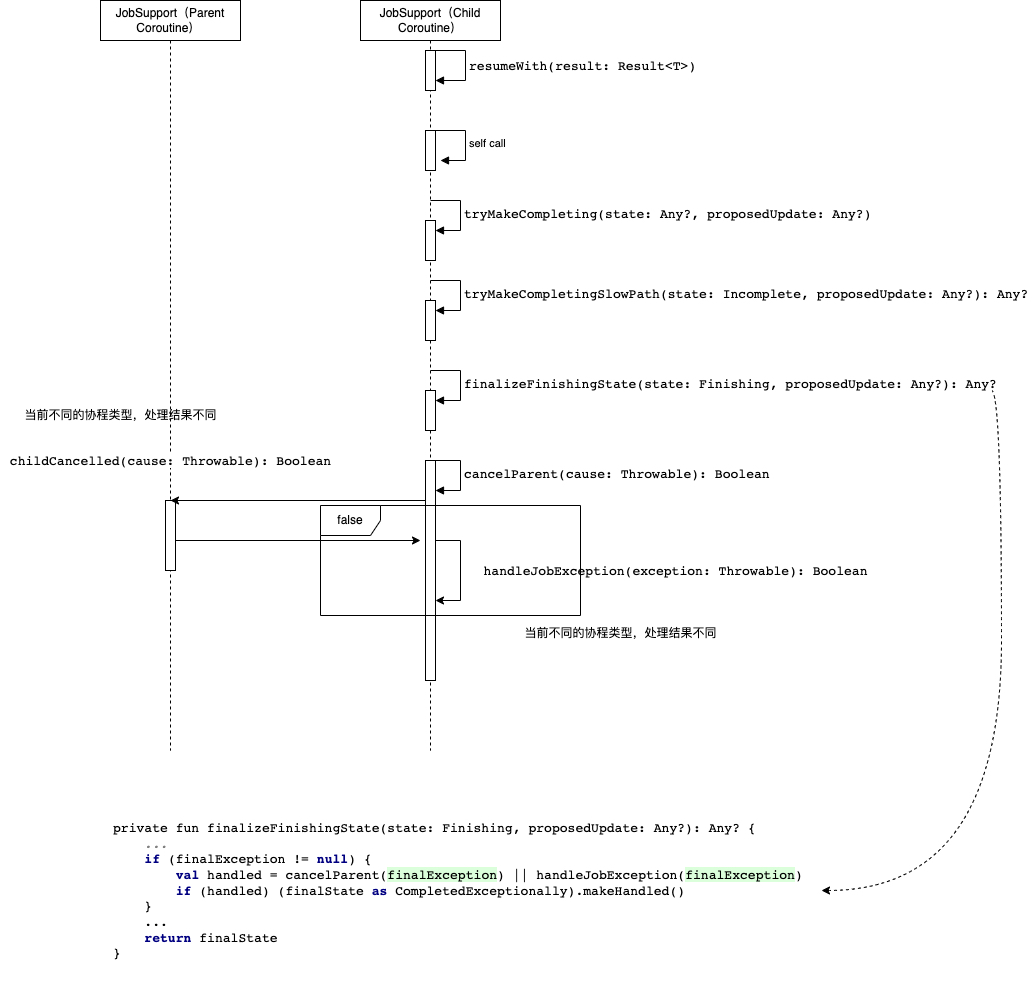 JobSupport（Parent
Coroutine）
JobSupport（Child
Coroutine）
resumeWith(result: Result<T>)
self call
tryMakeCompleting(state: Any?, proposedUpdate: Any?)
tryMakeCompletingSlowPath(state: Incomplete, proposedUpdate: Any?): Any?
finalizeFinishingState(state: Finishing, proposedUpdate: Any?): Any?
当前不同的协程类型，处理结果不同
childCancelled(cause: Throwable): Boolean
cancelParent(cause: Throwable): Boolean
false
handleJobException(exception: Throwable): Boolean
当前不同的协程类型，处理结果不同
private fun finalizeFinishingState(state: Finishing, proposedUpdate: Any?): Any? {
...
if (finalException != null) {
val handled = cancelParent(finalException) || handleJobException(finalException)
if (handled) (finalState as CompletedExceptionally).makeHandled()
}
...
return finalState
}